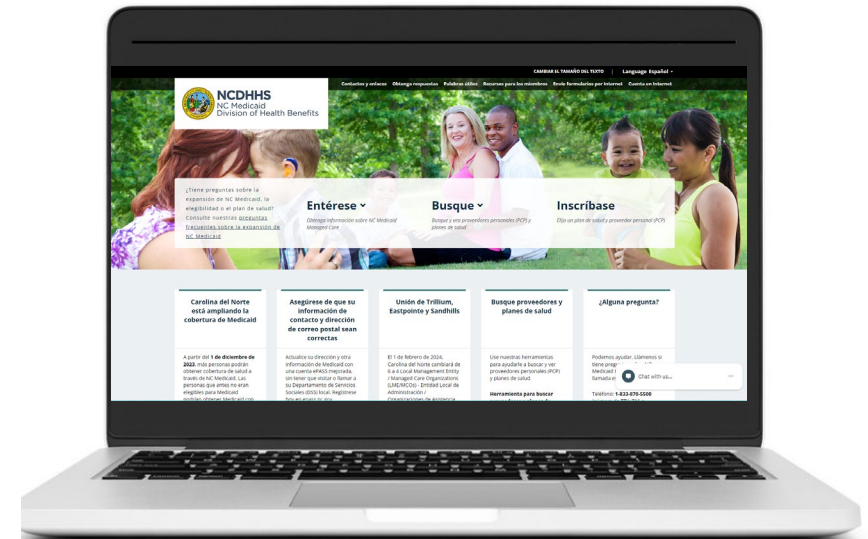 CAMBIAR EL TAMAÑO DEL TEXTO | Language Español
Contactos y enlaces Obtenga respuestas Palabras útiles Recursos para los miembros Envíe formularios por Internet Cuenta en Internet
NCDHHS
NC Medicaid
Division of Health Benefits
¿Tiene preguntas sobre la
expansión de NC Medicaid, la
elegibilidad o el plan de salud?
Consulte nuestras preguntas
frecuentes sobre la expansión de
NC Medicaid
Entérese
Obtenga información sobre NC Medicaid
Managed Care
Busque
Busque y vea proveedores personales (PCP) y
planes de salud
Inscríbase
Elija un plan de salud y proveedor personal (PCP)
Carolina del Norte
está ampliando la
cobertura de Medicaid
A partir del 1 de diciembre de
2023, más personas podrán
obtener cobertura de salud a
través de NC Medicaid. Las
personas que antes no eran
elegibles para Medicaid
podrían obtener Medicaid con
Asegúrese de que su
información de
contacto y dirección
de correo postal sean
correctas
Actualice su dirección y otra
información de Medicaid con
una cuenta ePASS mejorada,
sin tener que visitar o llamar a
su Departamento de Servicios
Sociales (DSS) local. Regístrese
hoy en
Unión de Trillium,
Eastpointe y Sandhills
El 1 de febrero de 2024,
Carolina del Norte cambiará de
6 a 4 Local Management Entity
/ Managed Care Organizations
(LME/MCOs) - Entidad Local de
Administración /
Organizaciones de Asistencia
Busque proveedores y
planes de salud
Use nuestras herramientas
para ayudarle a buscar y ver
proveedores personales (PCP)
y planes de salud.
Herramienta para buscar
¿Alguna pregunta?
Podemos ayudar. Llámenos si
tiene
Medicaid
llamada
Teléfono: 1-833-870-5500
Chat with us...